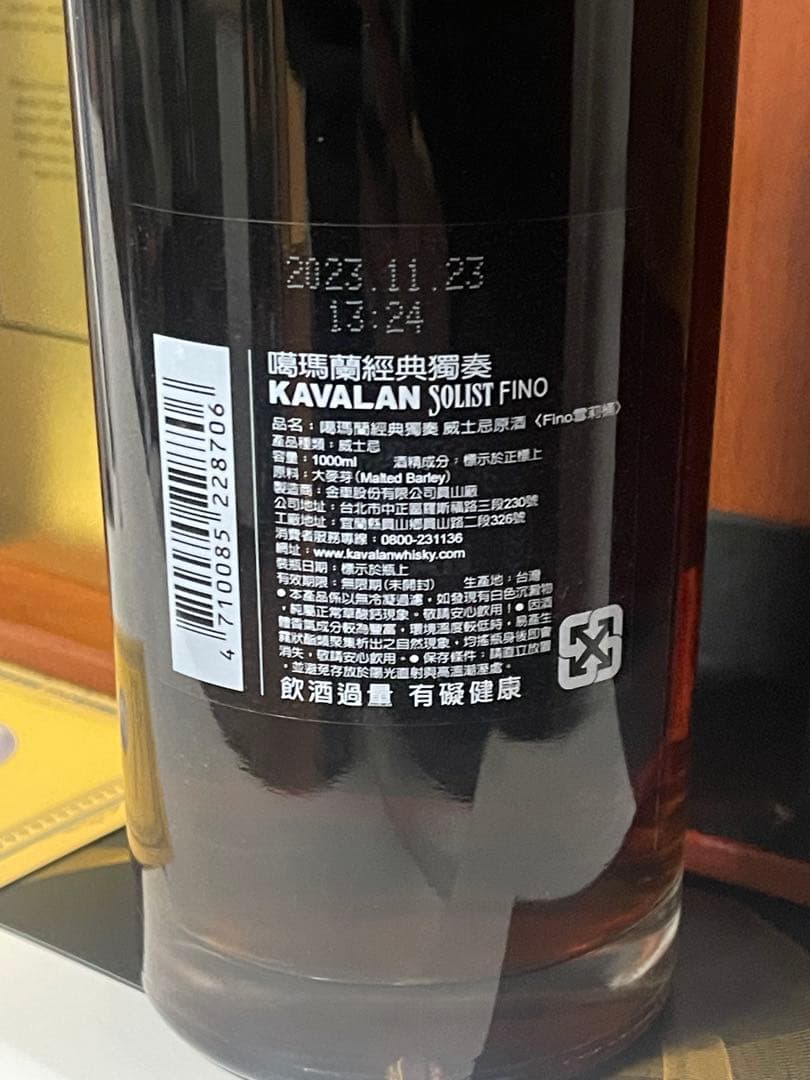 2023.11.23
13:24
噶瑪蘭經典獨奏
KAVALAN SOLIST FINO
品名：噶瑪蘭經典獨奏 威士忌原酒〈Fino雪莉桶〉
產品種類：威士忌
容量：1000ml 酒精成分：標示於正標上
原料：大麥芽(Malted Barley)
製造商：金車股份有限公司員山廠
公司地址：台北市中正區羅斯福路三段230號
工廠地址：宜蘭縣員山鄉員山路二段326號
消費者服務專線：0800-231136
網址：www.kavalanwhisky.com
裝瓶日期：標示於瓶上
有效期限：無限期(未開封) 生產地：台灣
●本產品係以無冷凝過濾，如發現有白色沉澱物
，純屬正常草酸鈣現象，敬請安心飲用！●因酒
體香氣成分較為豐富，環境溫度較低時，易產生
霧狀酯類聚集析出之自然現象，均搖瓶身後即會
消失，敬請安心飲用。●保存條件：請直立放置
，並避免存放於陽光直射與高溫潮溼處。
飲酒過量 有礙健康
4 710085 228706